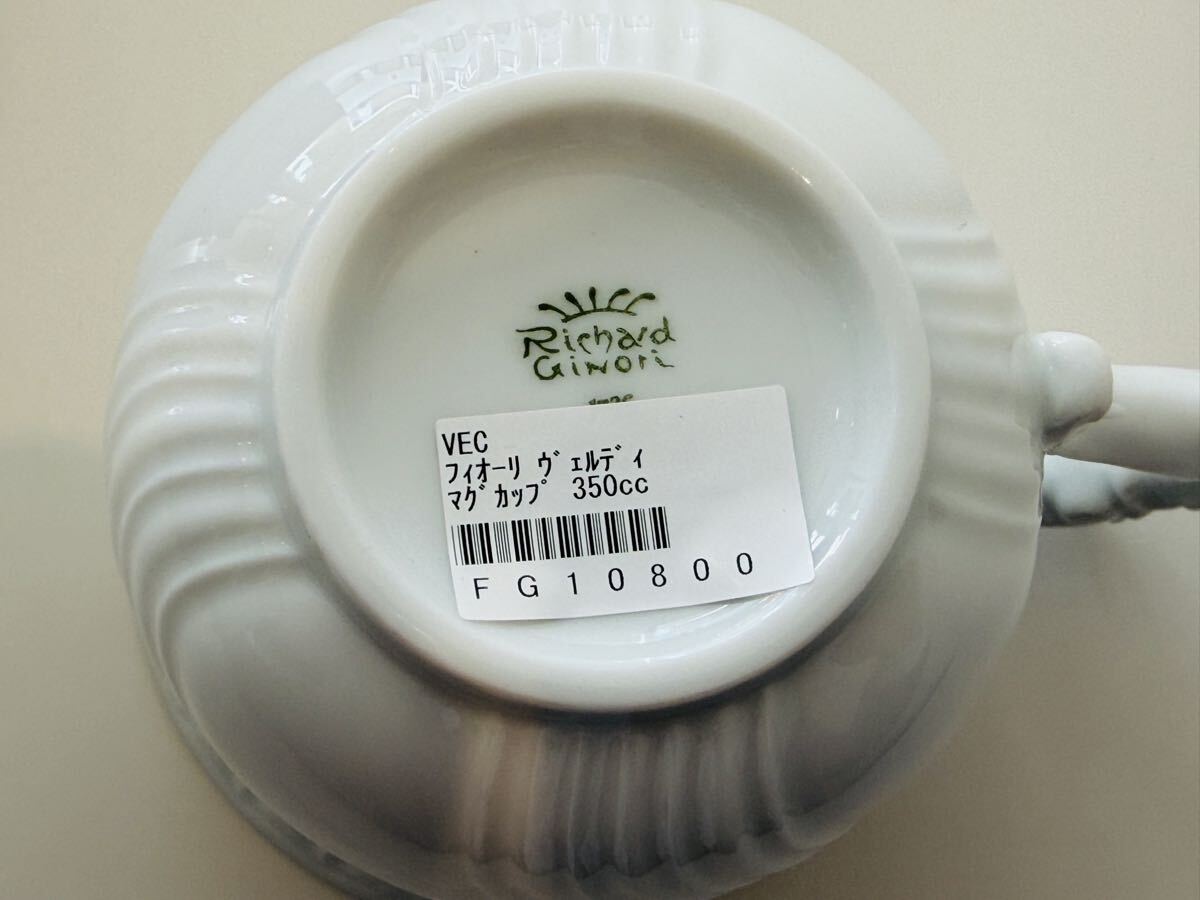 Richard
GiNORi
VEC
ﾌｨｵｰﾘ ｳﾞｪﾙﾃﾞｨ
ﾏｸﾞｶｯﾌﾟ 350cc
FG10800